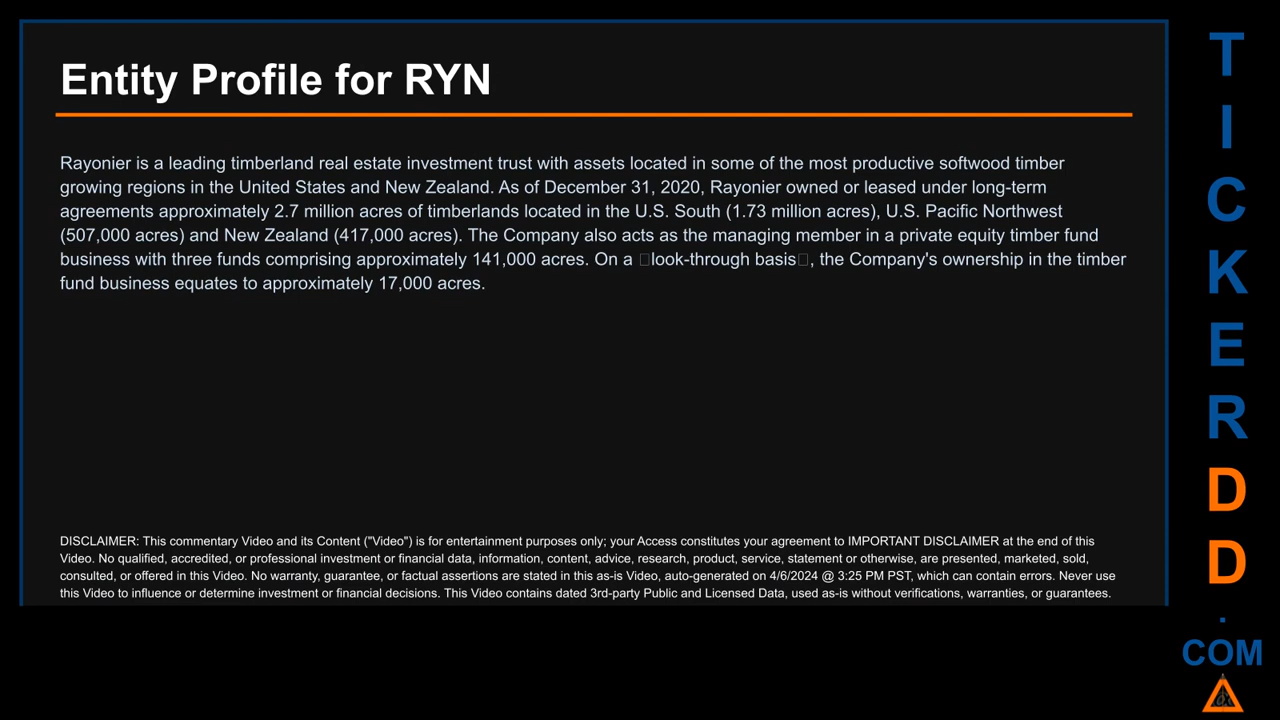 Entity Profile for RYN
Rayonier is a leading timberland real estate investment trust with assets located in some of the most productive softwood timber
growing regions in the United States and New Zealand. As of December 31, 2020, Rayonier owned or leased under long-term
agreements approximately 2.7 million acres of timberlands located in the U.S. South (1.73 million acres), U.S. Pacific Northwest
(507,000 acres) and New Zealand (417,000 acres). The Company also acts as the managing member in a private equity timber fund
business with three funds comprising approximately 141,000 acres. On a □look-through basis□, the Company's ownership in the timber
fund business equates to approximately 17,000 acres.
DISCLAIMER: This commentary Video and its Content ("Video") is for entertainment purposes only; your Access constitutes your agreement to IMPORTANT DISCLAIMER at the end of this
Video. No qualified, accredited, or professional investment or financial data, information, content, advice, research, product, service, statement or otherwise, are presented, marketed, sold,
consulted, or offered in this Video. No warranty, guarantee, or factual assertions are stated in this as-is Video, auto-generated on 4/6/2024 @ 3:25 PM PST, which can contain errors. Never use
this Video to influence or determine investment or financial decisions. This Video contains dated 3rd-party Public and Licensed Data, used as-is without verifications, warranties, or guarantees.
T
I
C
K
E
R
D
D
.
COM